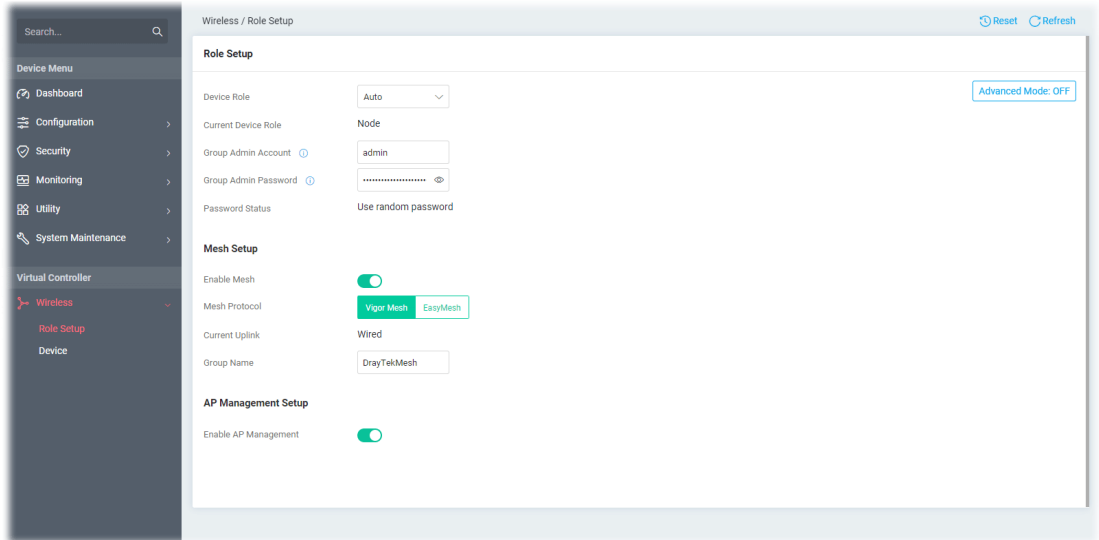 Search...
Device Menu
Dashboard
Configuration
Security
Monitoring
Utility
System Maintenance
Virtual Controller
Wireless
Role Setup
Device
Wireless / Role Setup
Reset Refresh
Role Setup
Advanced Mode: OFF
Device Role Auto
Current Device Role Node
Group Admin Account admin
Group Admin Password
Password Status Use random password
Mesh Setup
Enable Mesh
Mesh Protocol Vigor Mesh EasyMesh
Current Uplink Wired
Group Name DrayTekMesh
AP Management Setup
Enable AP Management